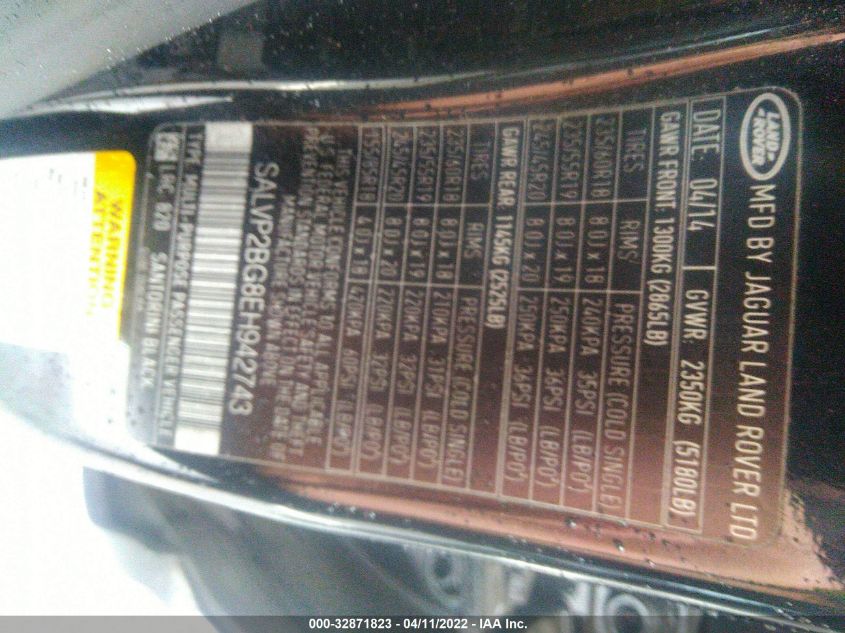 LAND
ROVER
MFD BY JAGUAR LAND ROVER LTD
DATE: 04/14 GVWR 2350KG (5180LB)
GAWR FRONT 1300KG (2865LB)
TIRES RIMS PRESSURE (COLD SINGLE)
235/60R18 8.0J x 18 240KPA 35PSI (LB/PO²)
235/55R19 8.0J x 19 250KPA 36PSI (LB/PO²)
245/45R20 8.0J x 20 250KPA 36PSI (LB/PO²)
GAWR REAR 1145KG (2525LB)
TIRES RIMS PRESSURE (COLD SINGLE)
235/60R18 8.0J x 18 210KPA 31PSI (LB/PO²)
235/55R19 8.0J x 19 220KPA 32PSI (LB/PO²)
245/45R20 8.0J x 20 220KPA 32PSI (LB/PO²)
155/85R18 4.0J x 18 420KPA 60PSI (LB/PO²)
THIS VEHICLE CONFORMS TO ALL APPLICABLE
U.S. FEDERAL MOTOR VEHICLE SAFETY AND THEFT
PREVENTION STANDARDS IN EFFECT ON THE DATE OF
MANUFACTURE SHOWN ABOVE
SALVP2BG8EH942743
TYPE MULTI-PURPOSE PASSENGER VEHICLE
LRC 820 SANTORINI BLACK
WARNING
ATTENTION
000-32871823 - 04/11/2022 - IAA Inc.